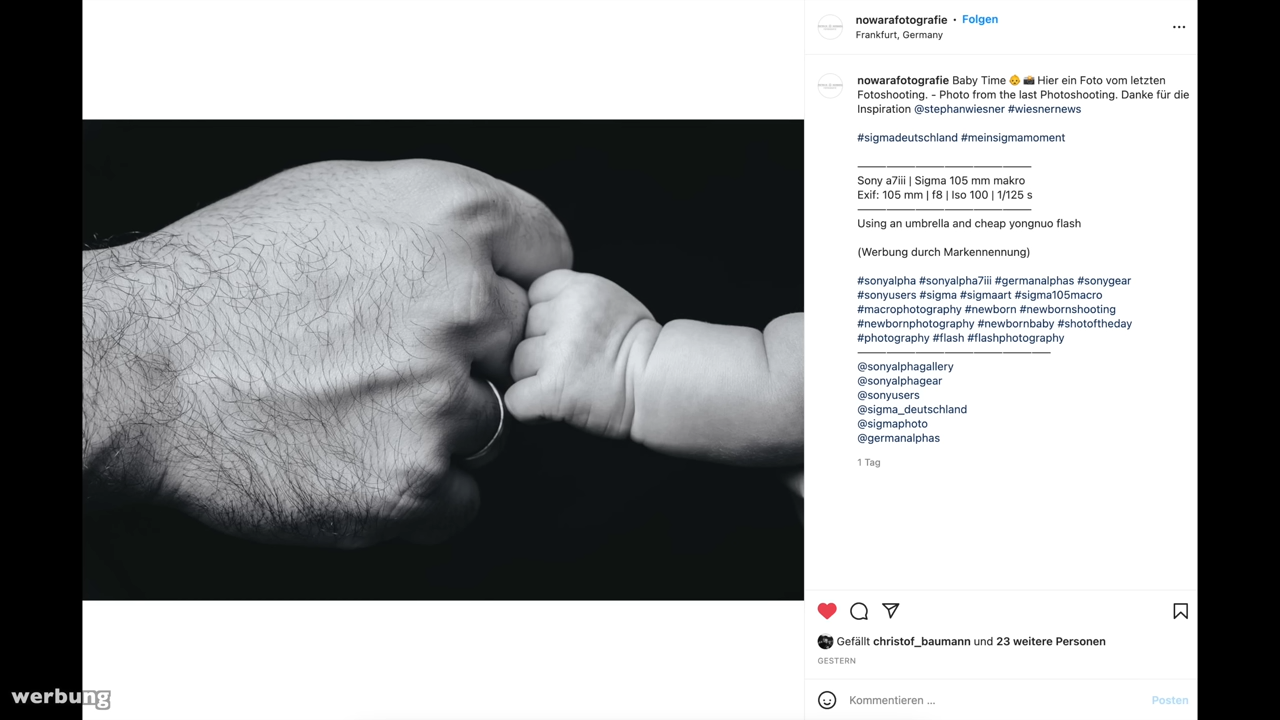 nowarafotografie • Folgen
Frankfurt, Germany
nowarafotografie Baby Time 👶 📸 Hier ein Foto vom letzten
Fotoshooting. - Photo from the last Photoshooting. Danke für die
Inspiration @stephanwiesner #wiesnernews
#sigmadeutschland #meinsigmamoment
Sony a7iii | Sigma 105 mm makro
Exif: 105 mm | f8 | Iso 100 | 1/125 s
Using an umbrella and cheap yongnuo flash
(Werbung durch Markennennung)
#sonyalpha #sonyalpha7iii #germanalphas #sonygear
#sonyusers #sigma #sigmaart #sigma105macro
#macrophotography #newborn #newbornshooting
#newbornphotography #newbornbaby #shotoftheday
#photography #flash #flashphotography
@sonyalphagallery
@sonyalphagear
@sonyusers
@sigma_deutschland
@sigmaphoto
@germanalphas
1 Tag
Gefällt christof_baumann und 23 weitere Personen
GESTERN
Kommentieren ...
Posten
werbung